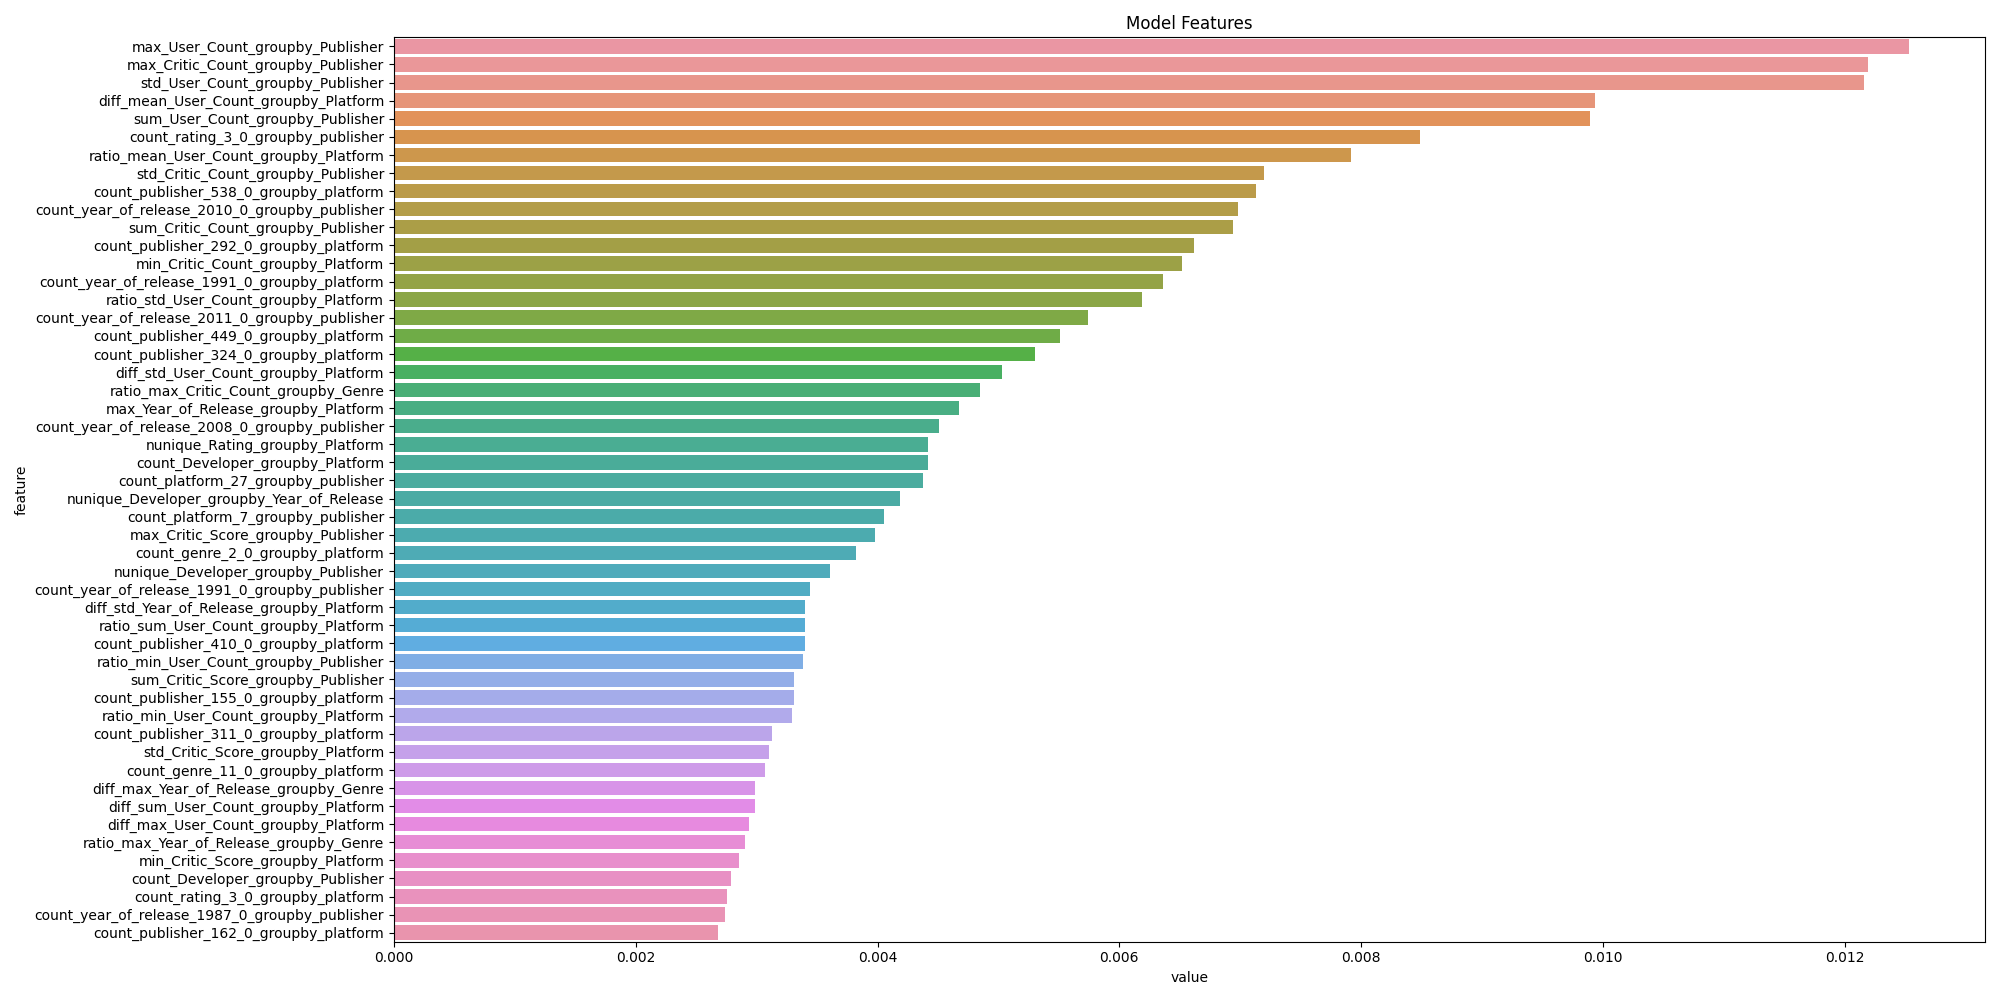 Model Features
max_User_Count_groupby_Publisher
max_Critic_Count_groupby_Publisher
std_User_Count_groupby_Publisher
diff_mean_User_Count_groupby_Platform
sum_User_Count_groupby_Publisher
count_rating_3_0_groupby_publisher
ratio_mean_User_Count_groupby_Platform
std_Critic_Count_groupby_Publisher
count_publisher_538_0_groupby_platform
count_year_of_release_2010_0_groupby_publisher
sum_Critic_Count_groupby_Publisher
count_publisher_292_0_groupby_platform
min_Critic_Count_groupby_Platform
count_year_of_release_1991_0_groupby_platform
ratio_std_User_Count_groupby_Platform
count_year_of_release_2011_0_groupby_publisher
count_publisher_449_0_groupby_platform
count_publisher_324_0_groupby_platform
diff_std_User_Count_groupby_Platform
ratio_max_Critic_Count_groupby_Genre
max_Year_of_Release_groupby_Platform
count_year_of_release_2008_0_groupby_publisher
nunique_Rating_groupby_Platform
count_Developer_groupby_Platform
count_platform_27_groupby_publisher
nunique_Developer_groupby_Year_of_Release
count_platform_7_groupby_publisher
max_Critic_Score_groupby_Publisher
count_genre_2_0_groupby_platform
nunique_Developer_groupby_Publisher
count_year_of_release_1991_0_groupby_publisher
diff_std_Year_of_Release_groupby_Platform
ratio_sum_User_Count_groupby_Platform
count_publisher_410_0_groupby_platform
ratio_min_User_Count_groupby_Publisher
sum_Critic_Score_groupby_Publisher
count_publisher_155_0_groupby_platform
ratio_min_User_Count_groupby_Platform
count_publisher_311_0_groupby_platform
std_Critic_Score_groupby_Platform
count_genre_11_0_groupby_platform
diff_max_Year_of_Release_groupby_Genre
diff_sum_User_Count_groupby_Platform
diff_max_User_Count_groupby_Platform
ratio_max_Year_of_Release_groupby_Genre
min_Critic_Score_groupby_Platform
count_Developer_groupby_Publisher
count_rating_3_0_groupby_platform
count_year_of_release_1987_0_groupby_publisher
count_publisher_162_0_groupby_platform
feature
0.000 0.002 0.004 0.006 0.008 0.010 0.012
value